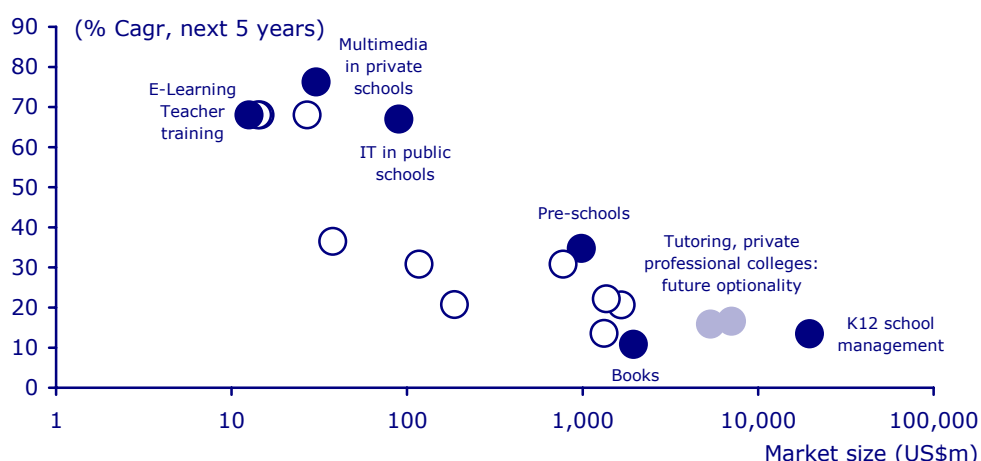 (% Cagr, next 5 years)
90
80
70
60
50
40
30
20
10
0
Multimedia
in private
schools
E-Learning
Teacher
training
IT in public
schools
Pre-schools
Tutoring, private
professional colleges:
future optionality
K12 school
management
Books
1
10
100
1,000
10,000
100,000
Market size (US$m)